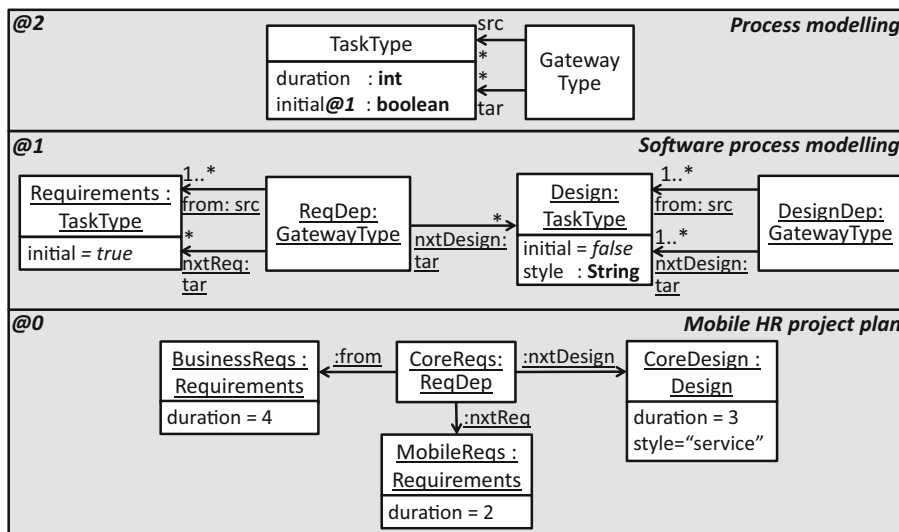 @2
Process modelling
TaskType
duration : int
initial@1 : boolean
src
*
*
tar
Gateway
Type
@1
Software process modelling
Requirements :
TaskType
initial = true
1..*
from: src
*
nxtReq:
tar
ReqDep:
GatewayType
*
nxtDesign:
tar
Design:
TaskType
initial = false
style : String
1..*
from: src
1..*
nxtDesign:
tar
DesignDep:
GatewayType
@0
Mobile HR project plan
BusinessReqs :
Requirements
duration = 4
:from
CoreReqs:
ReqDep
:nxtDesign
CoreDesign :
Design
duration = 3
style=“service”
:nxtReq
MobileReqs :
Requirements
duration = 2